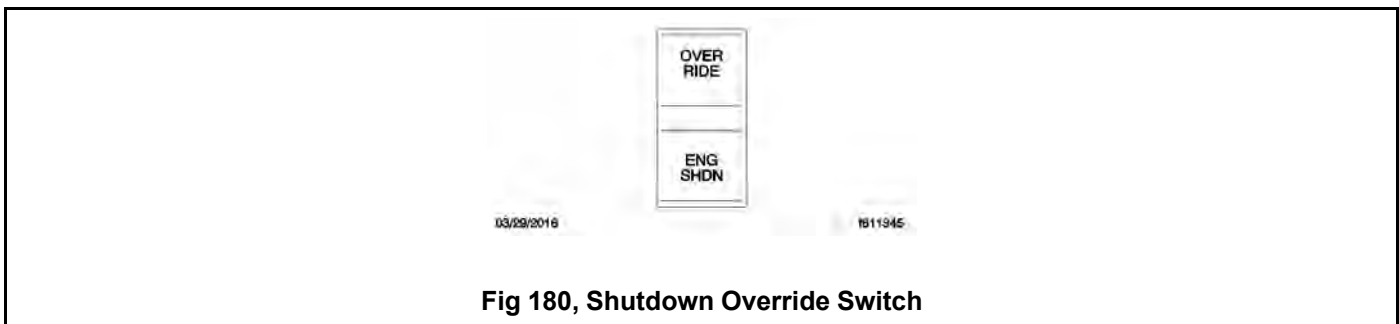 OVER
RIDE
ENG
SHDN
03/29/2016
f611945
Fig 180, Shutdown Override Switch